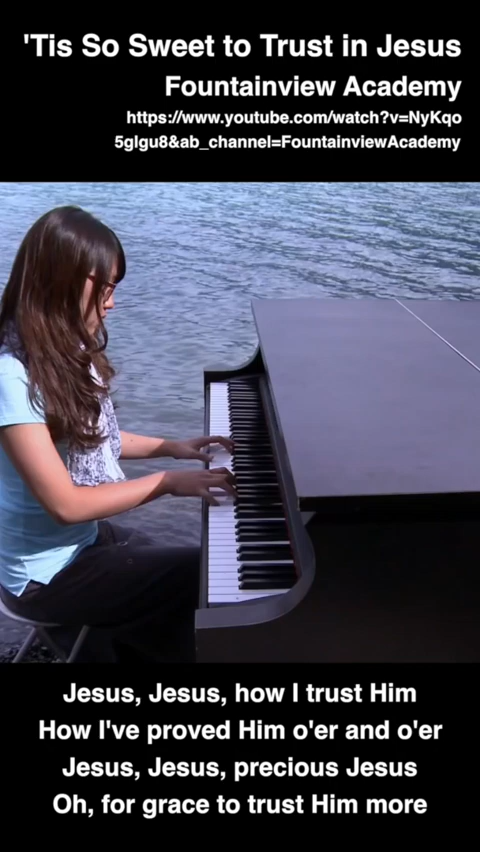 'Tis So Sweet to Trust in Jesus
Fountainview Academy
https://www.youtube.com/watch?v=NyKqo
5glgu8&ab_channel=FountainviewAcademy
Jesus, Jesus, how I trust Him
How I've proved Him o'er and o'er
Jesus, Jesus, precious Jesus
Oh, for grace to trust Him more